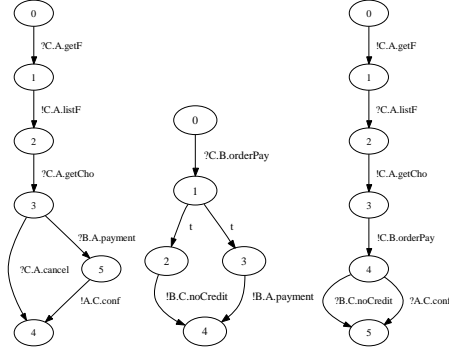 0
?C.A.getF
1
!C.A.listF
2
?C.A.getCho
3
?B.A.payment
?C.A.cancel
5
!A.C.conf
4
0
?C.B.orderPay
1
t
t
2
3
!B.C.noCredit
!B.A.payment
4
0
!C.A.getF
1
?C.A.listF
2
!C.A.getCho
3
!C.B.orderPay
4
?B.C.noCredit
?A.C.conf
5